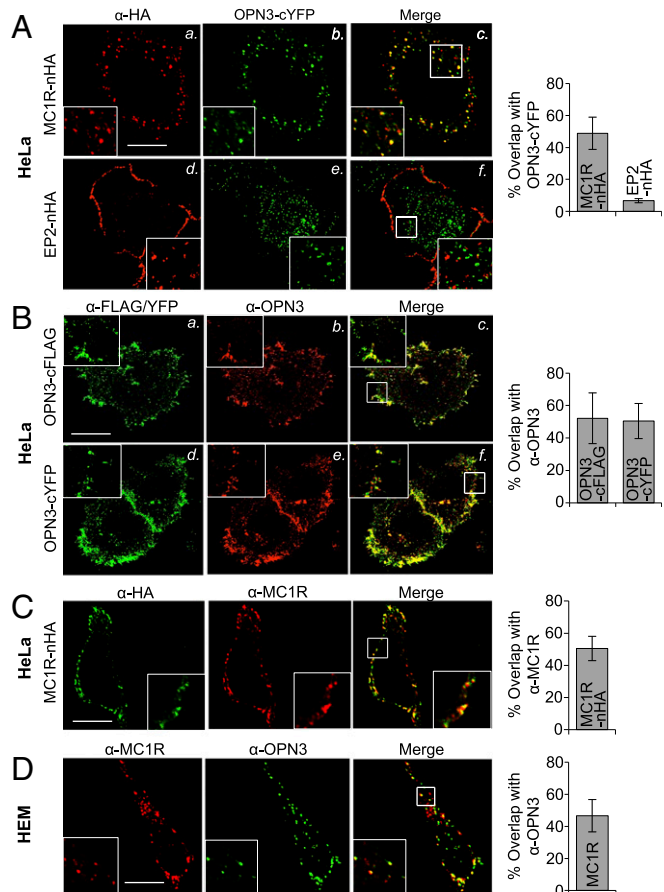 A
α-HA OPN3-cYFP Merge
HeLa
MC1R-nHA
a. b. c.
EP2-nHA
d. e. f.
% Overlap with
OPN3-cYFP
80
60
40
20
0
MC1R
-nHA
EP2
-nHA
B
α-FLAG/YFP α-OPN3 Merge
HeLa
OPN3-cFLAG
a. b. c.
OPN3-cYFP
d. e. f.
% Overlap with
α-OPN3
80
60
40
20
0
OPN3
-cFLAG
OPN3
-cYFP
C
α-HA α-MC1R Merge
HeLa
MC1R-nHA
% Overlap with
α-MC1R
80
60
40
20
0
MC1R
-nHA
D
α-MC1R α-OPN3 Merge
HEM
% Overlap with
α-OPN3
80
60
40
20
0
MC1R